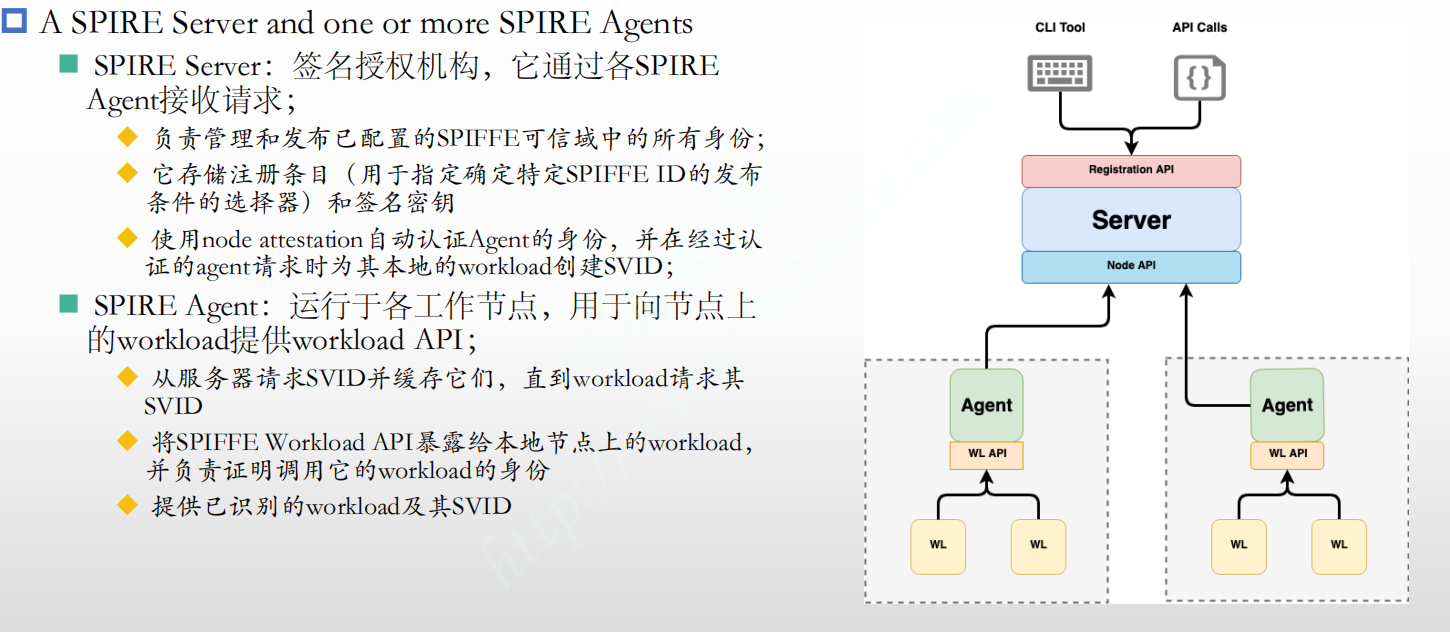 A SPIRE Server and one or more SPIRE Agents
SPIRE Server：签名授权机构，它通过各SPIRE
Agent接收请求；
负责管理和发布已配置的SPIFFE可信域中的所有身份；
它存储注册条目（用于指定确定特定SPIFFE ID的发布
条件的选择器）和签名密钥
使用node attestation自动认证Agent的身份，并在经过认
证的agent请求时为其本地的workload创建SVID；
SPIRE Agent：运行于各工作节点，用于向节点上
的workload提供workload API；
从服务器请求SVID并缓存它们，直到workload请求其
SVID
将SPIFFE Workload API暴露给本地节点上的workload，
并负责证明调用它的workload的身份
提供已识别的workload及其SVID
CLI Tool
API Calls
{}
Registration API
Server
Node API
Agent
WL API
WL
WL
Agent
WL API
WL
WL